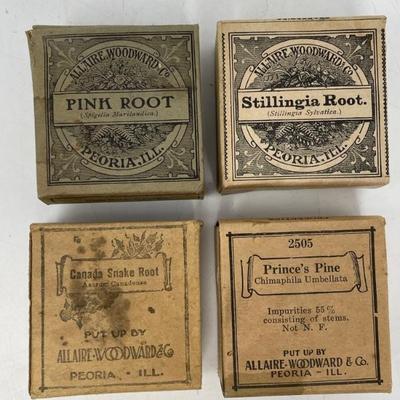 ALLAIRE, WOODWARD & CO.
PINK ROOT
(Spigelia Marilandica.)
PEORIA, ILL.
ALLAIRE, WOODWARD & CO.
Stillingia Root.
(Stillingia Sylvatica.)
PEORIA, ILL.
Canada Snake Root
Asarum Canadense
PUT UP BY
ALLAIRE-WOODWARD & CO
PEORIA - ILL.
2505
Prince's Pine
Chimaphila Umbellata
Impurities 55%
consisting of stems.
Not N. F.
PUT UP BY
ALLAIRE-WOODWARD & CO.
PEORIA - ILL.